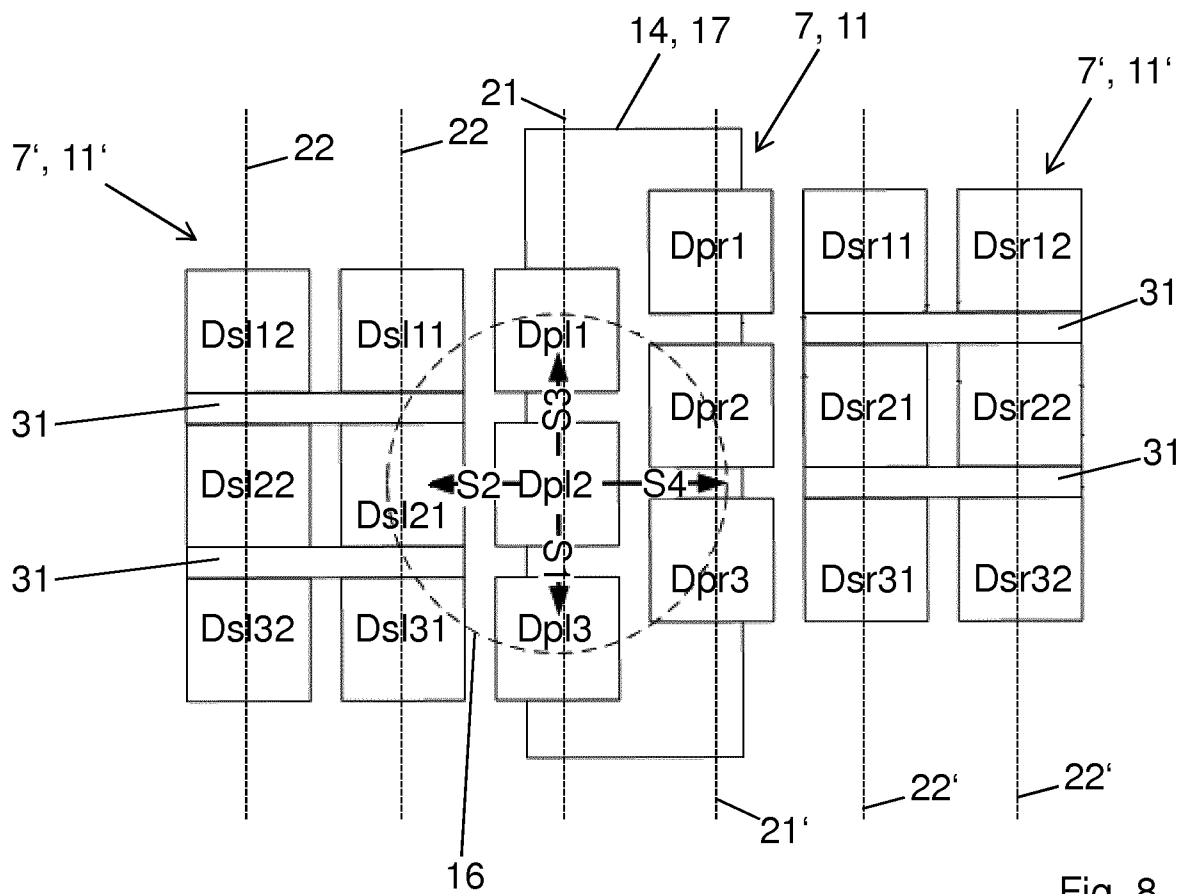 14, 17
7, 11
7‘, 11‘
21
22
22
7‘, 11‘
Dpr1
Dsr11
Dsr12
31
Dsl12
Dsl11
Dpl1
S3
Dpr2
Dsr21
Dsr22
31
31
Dsl22
S2
Dpl2
S4
Dsl21
S1
Dpr3
Dsr31
Dsr32
31
Dsl32
Dsl31
Dpl3
22‘
22‘
21‘
16
Fig. 8